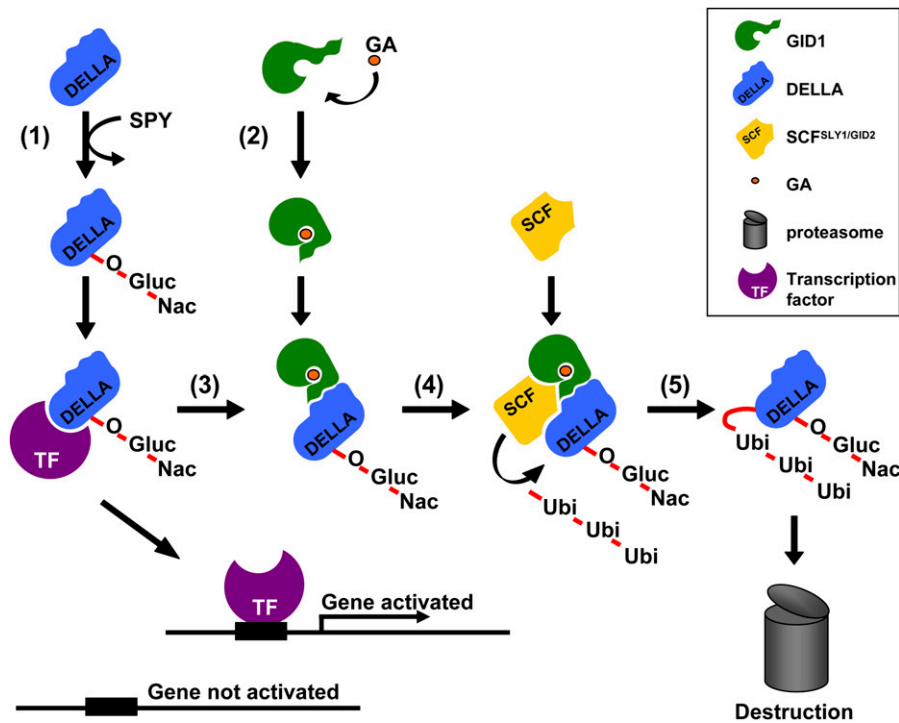 DELLA
(1)
SPY
DELLA
O
Gluc
Nac
DELLA
O
Gluc
Nac
TF
(2)
GA
(3)
DELLA
O
Gluc
Nac
SCF
(4)
SCF
DELLA
O
Gluc
Nac
Ubi
Ubi
Ubi
(5)
DELLA
O
Gluc
Nac
Ubi
Ubi
Ubi
Destruction
TF
Gene activated
Gene not activated
GID1
DELLA
DELLA
SCF
SCFSLY1/GID2
GA
proteasome
TF
Transcription
factor